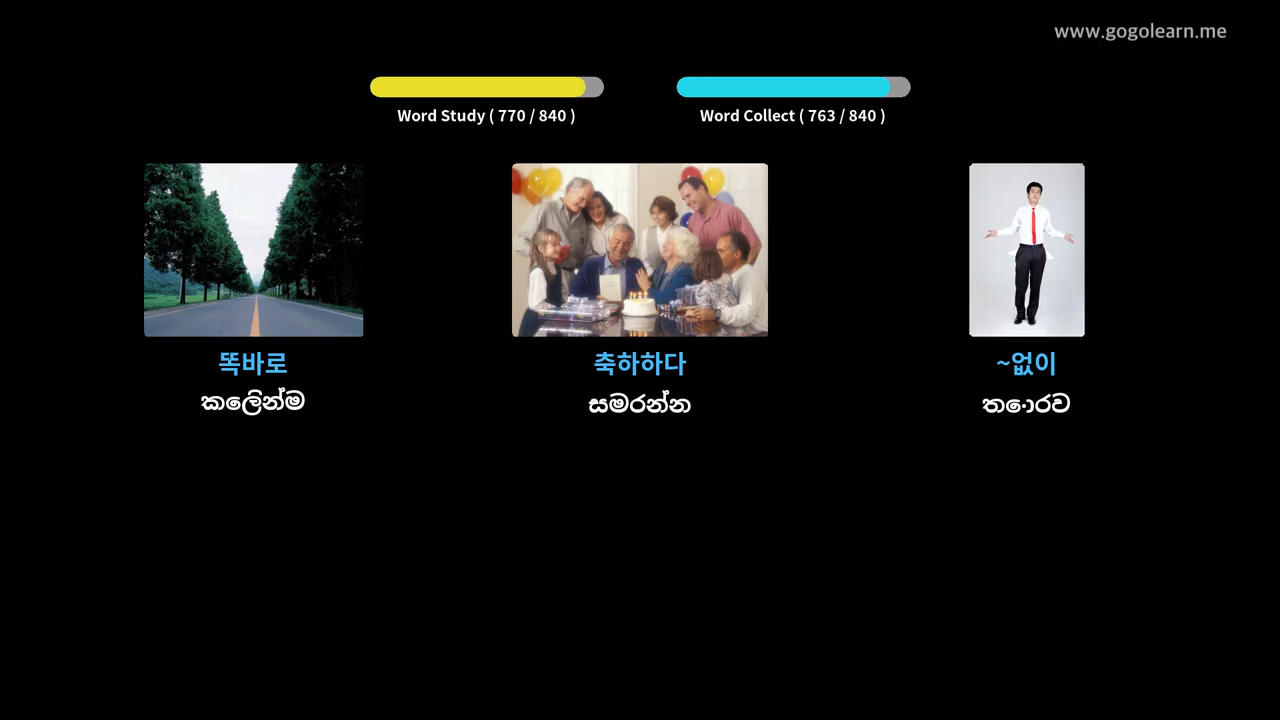 www.gogolearn.me
Word Study ( 770 / 840 )
Word Collect ( 763 / 840 )
똑바로
축하하다
~없이
කලෙින්ම
සමරන්න
තොරව